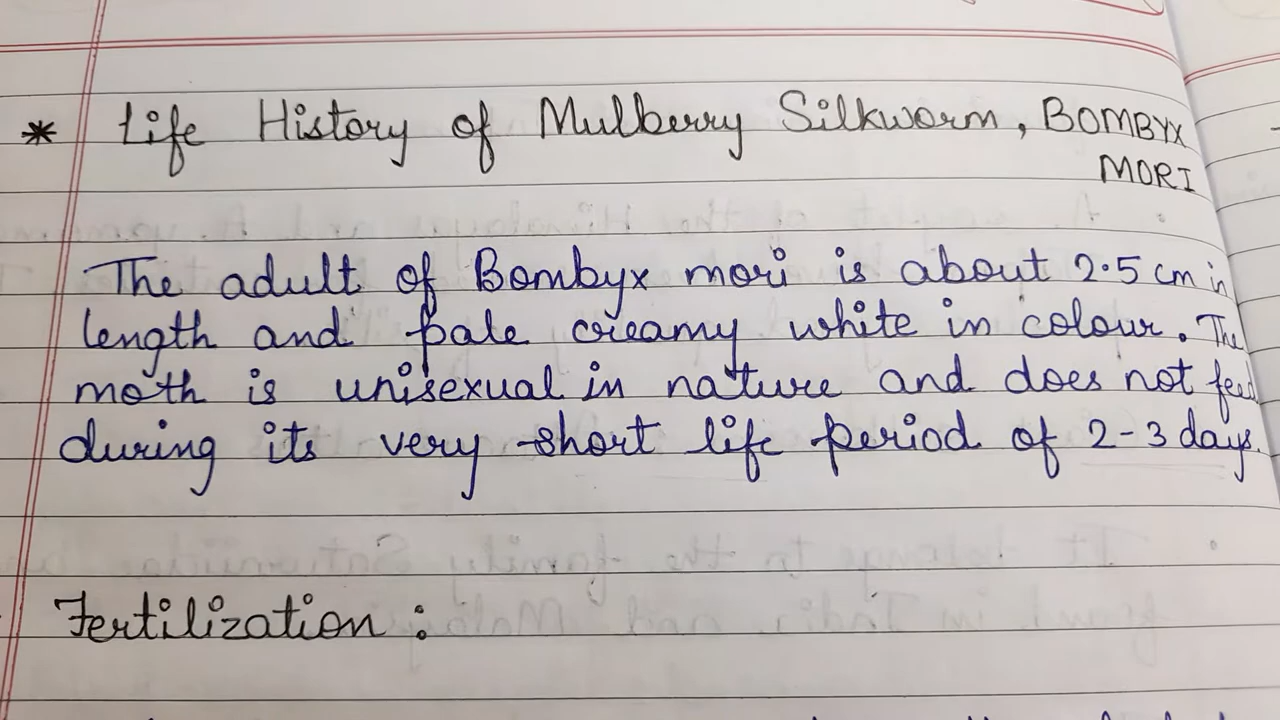 * Life History of Mulberry Silkworm, BOMBYX
MORI
The adult of Bombyx mori is about 2.5 cm in
length and pale creamy white in colour. The
moth is unisexual in nature and does not feed
during its very short life period of 2-3 days.
Fertilization :